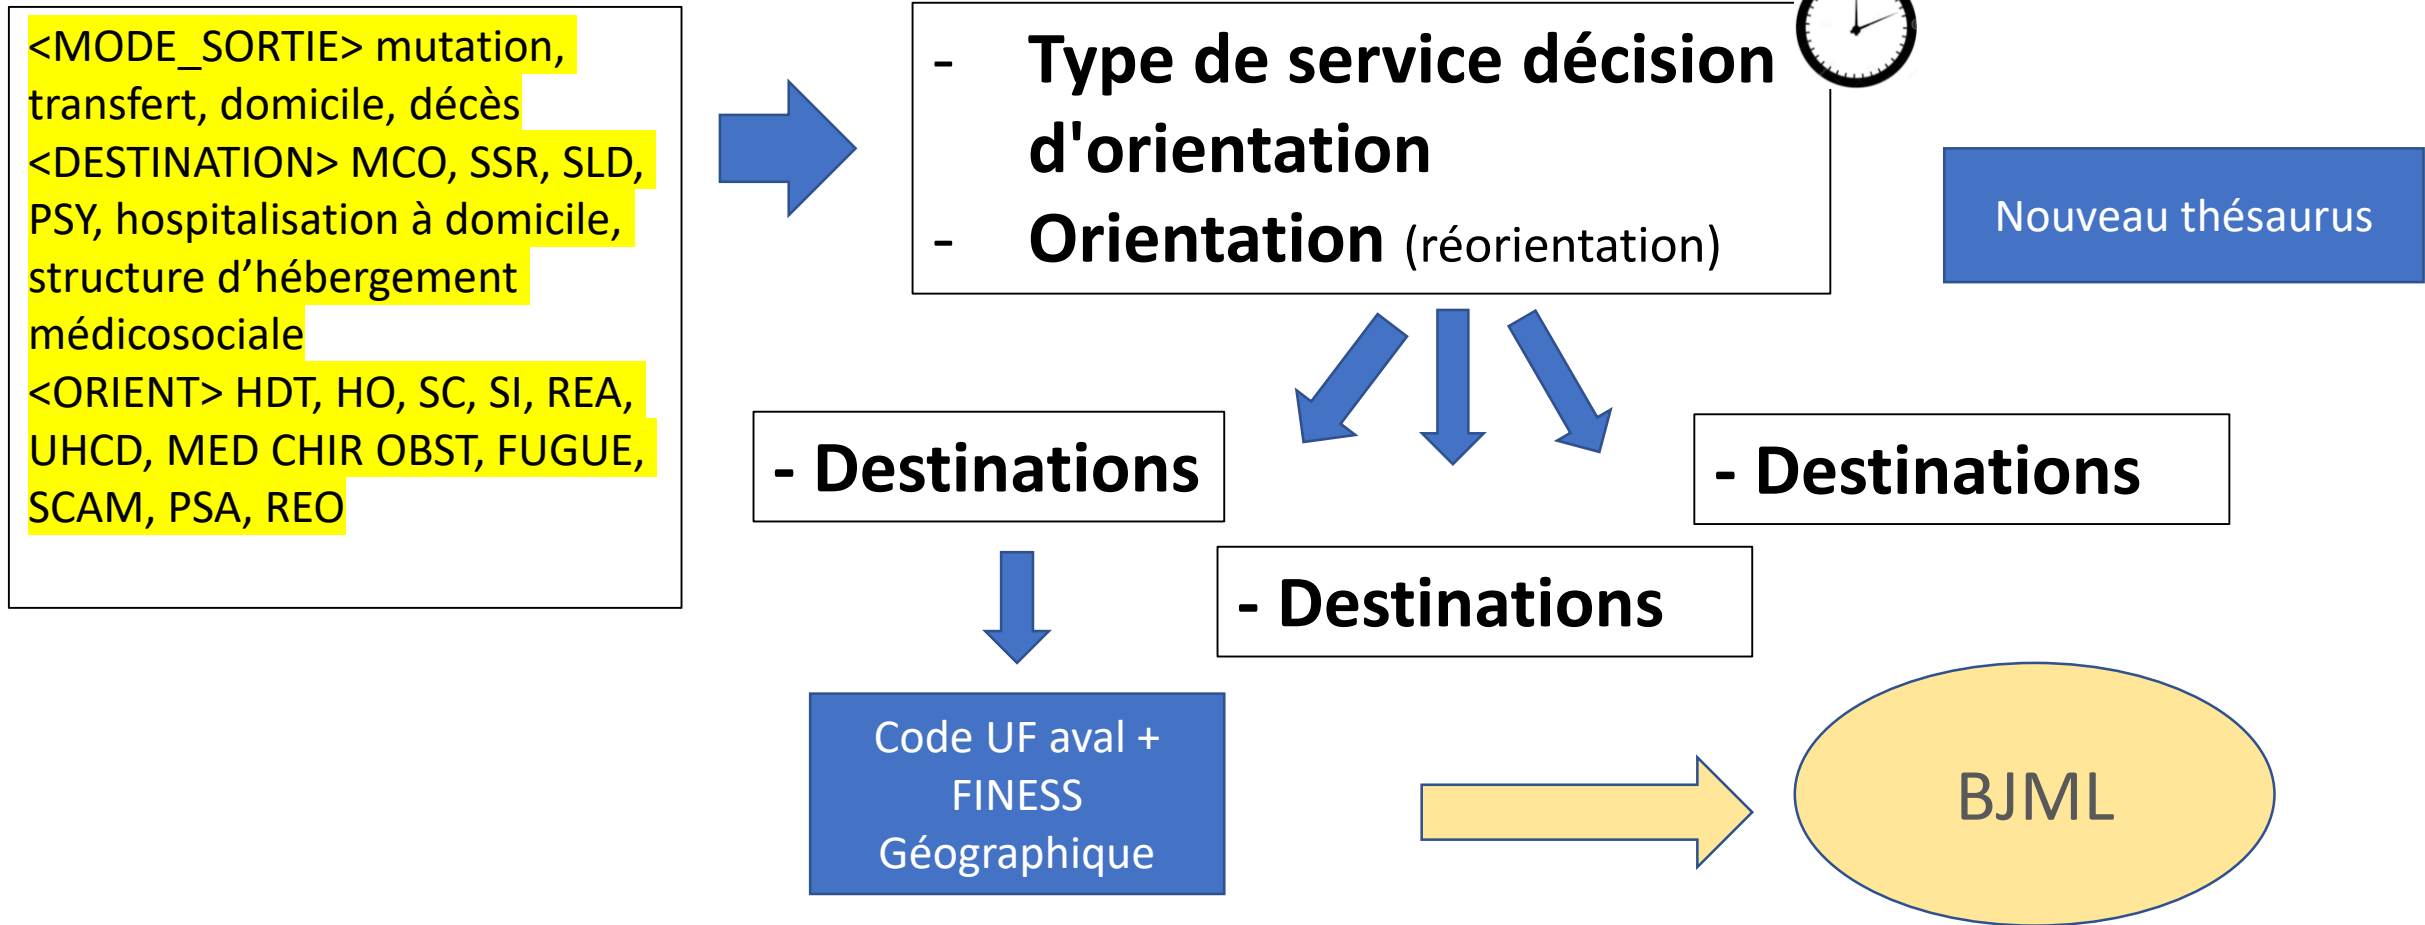 <MODE_SORTIE> mutation,
transfert, domicile, décès
<DESTINATION> MCO, SSR, SLD,
PSY, hospitalisation à domicile,
structure d’hébergement
médicosociale
<ORIENT> HDT, HO, SC, SI, REA,
UHCD, MED CHIR OBST, FUGUE,
SCAM, PSA, REO
- Type de service décision
d'orientation
- Orientation (réorientation)
Nouveau thésaurus
- Destinations
- Destinations
- Destinations
Code UF aval +
FINESS
Géographique
BJML